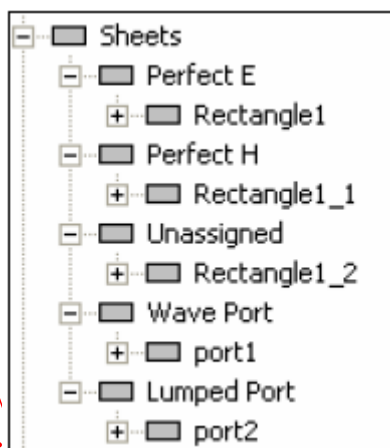 Sheets
Perfect E
Rectangle1
Perfect H
Rectangle1_1
Unassigned
Rectangle1_2
Wave Port
port1
Lumped Port
port2